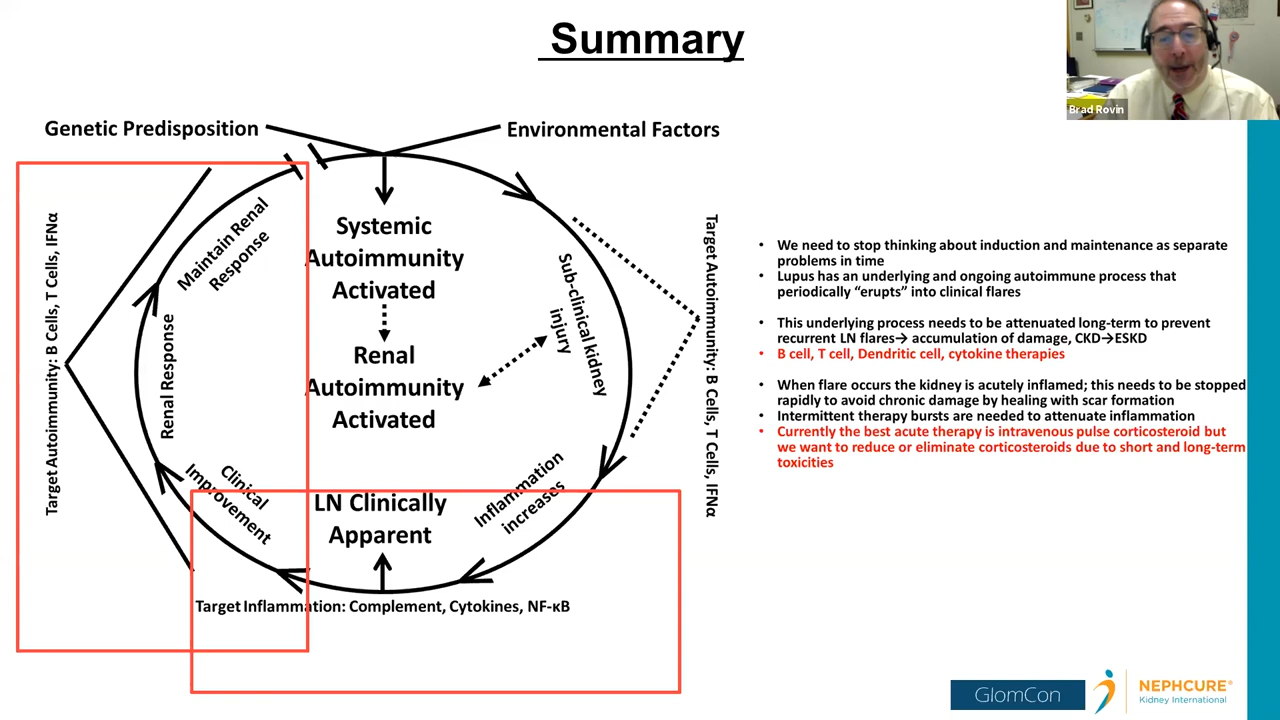 Summary
Brad Rovin
Genetic Predisposition
Environmental Factors
Systemic
Autoimmunity
Activated
Renal
Autoimmunity
Activated
LN Clinically
Apparent
Sub-clinical kidney
injury
Inflammation
increases
Clinical
Improvement
Renal Response
Maintain Renal
Response
Target Autoimmunity: B Cells, T Cells, IFNα
Target Autoimmunity: B Cells, T Cells, IFNα
Target Inflammation: Complement, Cytokines, NF-κB
• We need to stop thinking about induction and maintenance as separate
problems in time
• Lupus has an underlying and ongoing autoimmune process that
periodically “erupts” into clinical flares
• This underlying process needs to be attenuated long-term to prevent
recurrent LN flares→ accumulation of damage, CKD→ESKD
• B cell, T cell, Dendritic cell, cytokine therapies
• When flare occurs the kidney is acutely inflamed; this needs to be stopped
rapidly to avoid chronic damage by healing with scar formation
• Intermittent therapy bursts are needed to attenuate inflammation
• Currently the best acute therapy is intravenous pulse corticosteroid but
we want to reduce or eliminate corticosteroids due to short and long-term
toxicities
GlomCon
NEPHCURE®
Kidney International